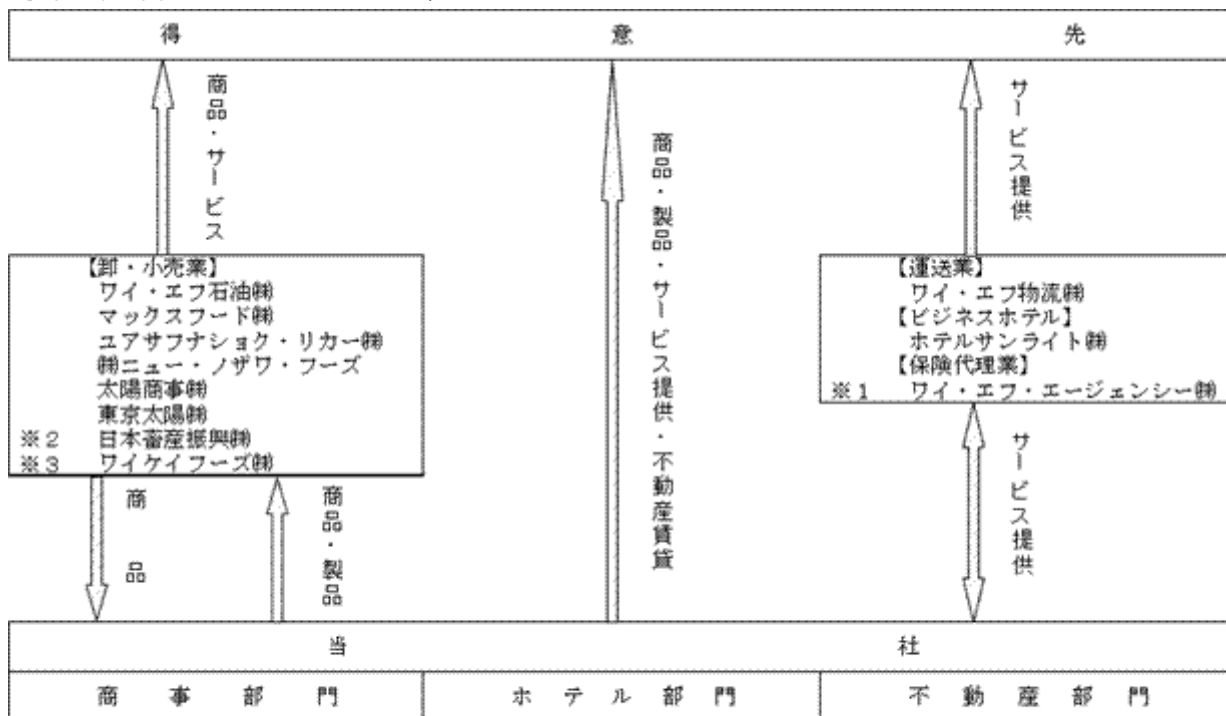 得意先
商品・サービス
商品・製品・サービス提供・不動産賃貸
サービス提供
【卸・小売業】
ワイ・エフ石油㈱
マックスフード㈱
ユアサフナショク・リカー㈱
㈱ニュー・ノザワ・フーズ
太陽商事㈱
東京太陽㈱
※2 日本畜産振興㈱
※3 ワイケイフーズ㈱
【運送業】
ワイ・エフ物流㈱
【ビジネスホテル】
ホテルサンライト㈱
【保険代理業】
※1 ワイ・エフ・エージェンシー㈱
商品
商品・製品
サービス提供
当社
商事部門 ホテル部門 不動産部門